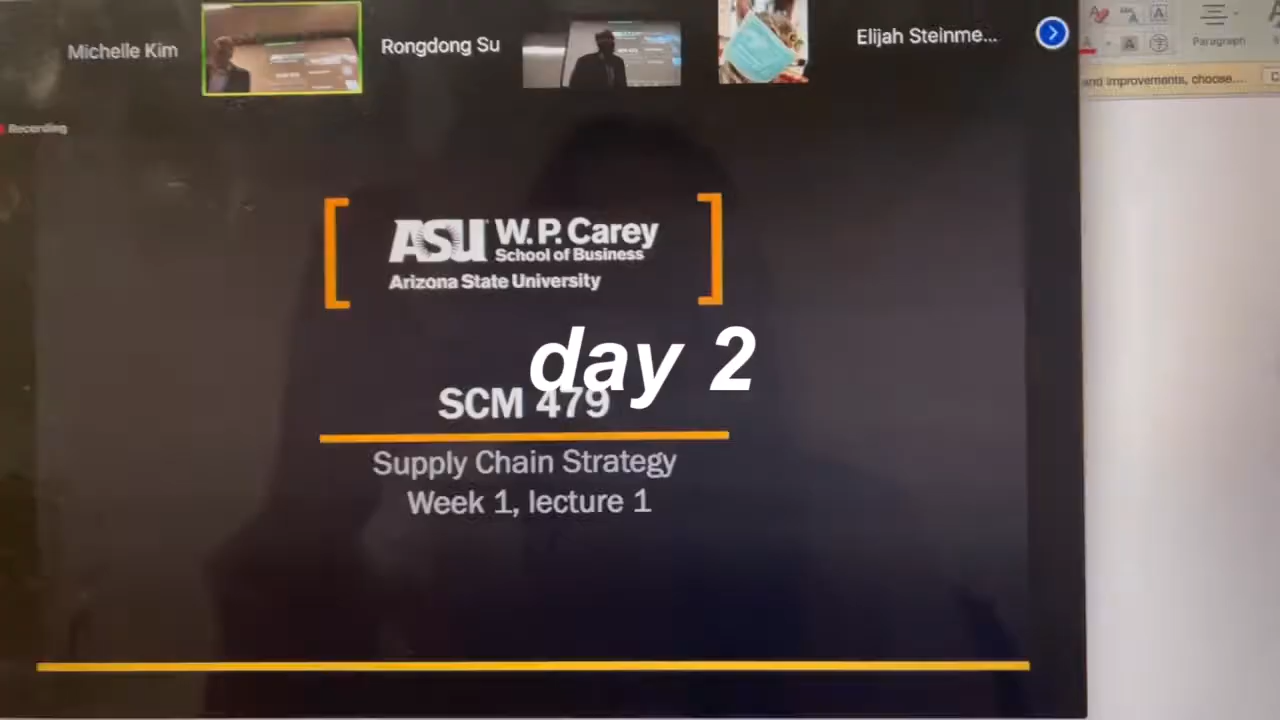 Michelle Kim
Rongdong Su
Elijah Steinme...
Recording
Paragraph
and improvements, choose....
ASU W. P. Carey
School of Business
Arizona State University
day 2
SCM 479
Supply Chain Strategy
Week 1, lecture 1